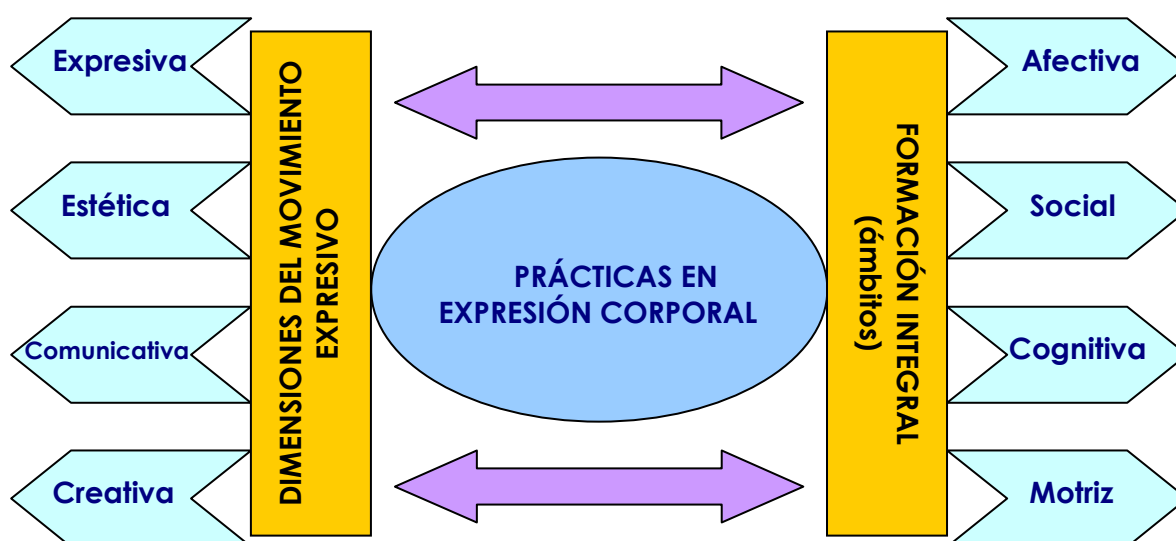 Expresiva
Estética
Comunicativa
Creativa
DIMENSIONES DEL MOVIMIENTO
EXPRESIVO
PRÁCTICAS EN
EXPRESIÓN CORPORAL
FORMACIÓN INTEGRAL
(ámbitos)
Afectiva
Social
Cognitiva
Motriz